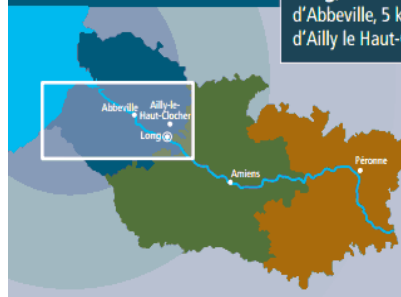 d'Abbeville, 5 k
d'Ailly le Haut-C
Abbeville
Ailly-le-
Haut-Clocher
Long
Péronne
Amiens